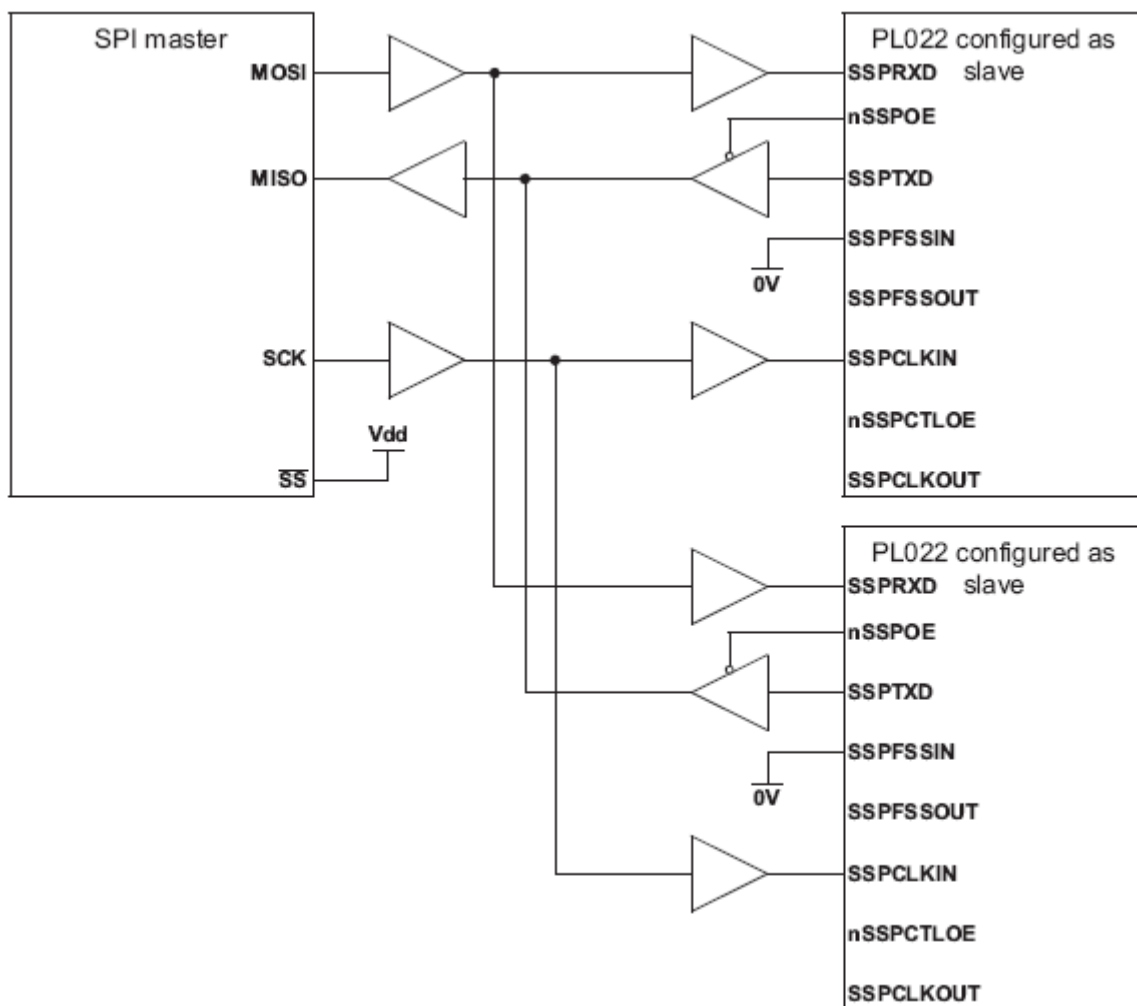 SPI master
MOSI
MISO
SCK
Vdd
SS
PL022 configured as
SSPRXD slave
nSSPOE
SSPTXD
SSPFSSIN
0V
SSPFSSOUT
SSPCLKIN
nSSPCTLOE
SSPCLKOUT
PL022 configured as
SSPRXD slave
nSSPOE
SSPTXD
SSPFSSIN
0V
SSPFSSOUT
SSPCLKIN
nSSPCTLOE
SSPCLKOUT